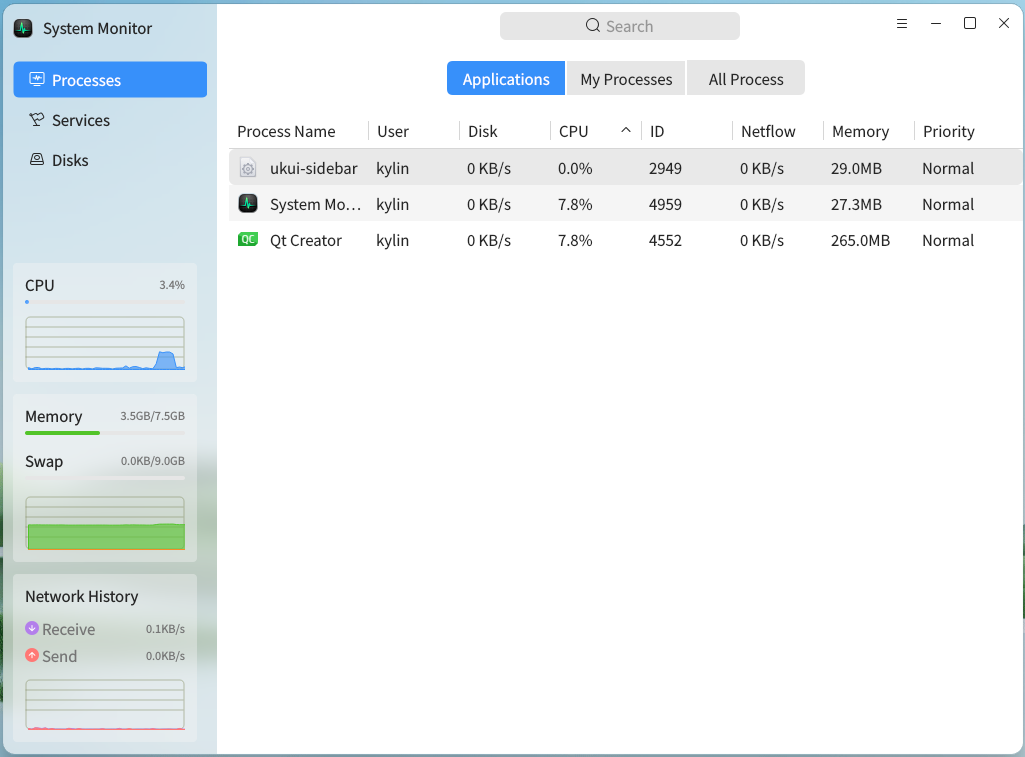 System Monitor
Search
Processes
Services
Disks
Applications
My Processes
All Process
Process Name User Disk CPU ID Netflow Memory Priority
ukui-sidebar kylin 0 KB/s 0.0% 2949 0 KB/s 29.0MB Normal
System Mo... kylin 0 KB/s 7.8% 4959 0 KB/s 27.3MB Normal
QC Qt Creator kylin 0 KB/s 7.8% 4552 0 KB/s 265.0MB Normal
CPU 3.4%
Memory 3.5GB/7.5GB
Swap 0.0KB/9.0GB
Network History
Receive 0.1KB/s
Send 0.0KB/s